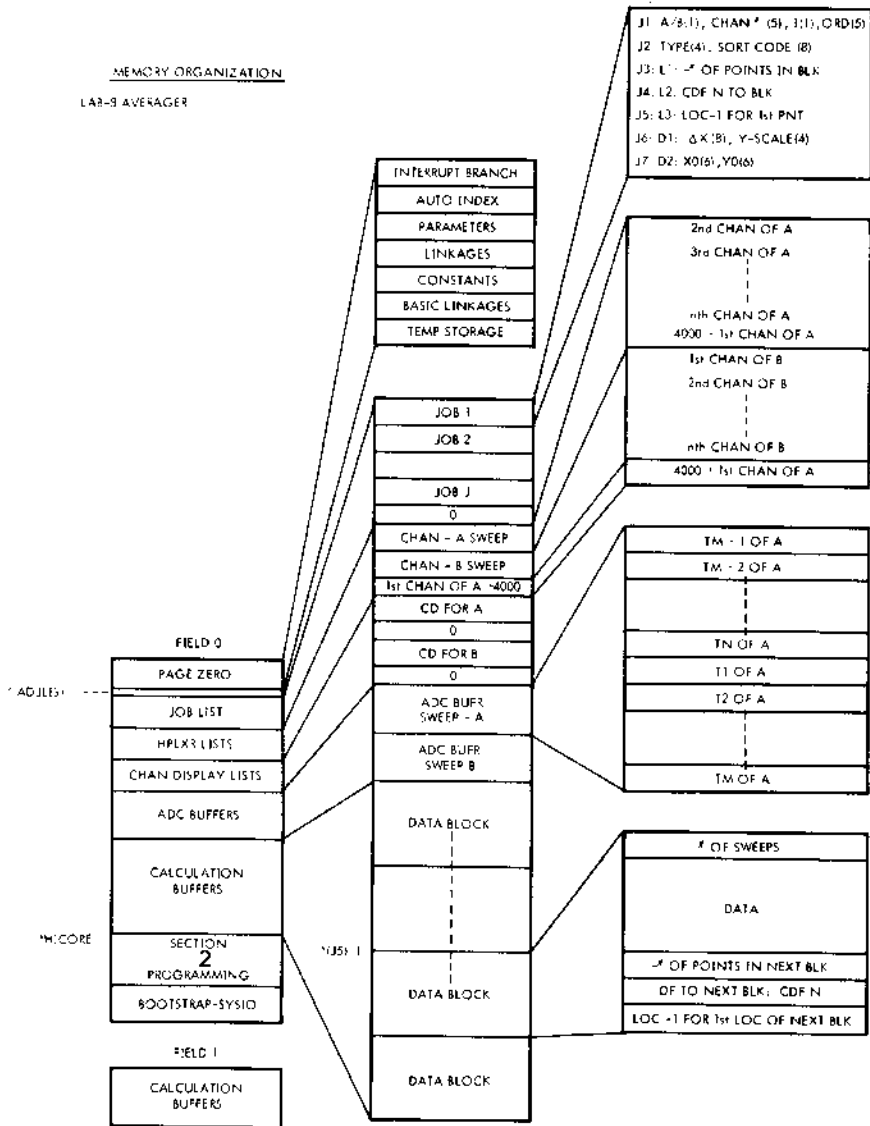 MEMORY ORGANIZATION
LAB-8 AVERAGER
INTERRUPT BRANCH
AUTO INDEX
PARAMETERS
LINKAGES
CONSTANTS
BASIC LINKAGES
TEMP STORAGE
J1: A/B(1), CHAN # (5), 1(1), ORD(5)
J2: TYPE(4), SORT CODE (8)
J3: L1: -# OF POINTS IN BLK
J4: L2: CDF N TO BLK
J5: L3: LOC-1 FOR 1st PNT
J6: D1: ΔX(8), Y-SCALE(4)
J7: D2: X0(6), Y0(6)
2nd CHAN OF A
3rd CHAN OF A
nth CHAN OF A
4000 + 1st CHAN OF A
1st CHAN OF B
2nd CHAN OF B
nth CHAN OF B
4000 + 1st CHAN OF A
JOB 1
JOB 2
JOB J
0
CHAN - A SWEEP
CHAN - B SWEEP
1st CHAN OF A +4000
CD FOR A
0
CD FOR B
0
ADC BUFR
SWEEP - A
ADC BUFR
SWEEP B
DATA BLOCK
DATA BLOCK
DATA BLOCK
TM - 1 OF A
TM - 2 OF A
TN OF A
T1 OF A
T2 OF A
TM OF A
# OF SWEEPS
DATA
-# OF POINTS IN NEXT BLK
DF TO NEXT BLK: CDF N
LOC -1 FOR 1st LOC OF NEXT BLK
FIELD 0
PAGE ZERO
JOB LIST
MPLXR LISTS
CHAN DISPLAY LISTS
ADC BUFFERS
CALCULATION
BUFFERS
SECTION
2
PROGRAMMING
BOOTSTRAP-SYSIO
FIELD 1
CALCULATION
BUFFERS